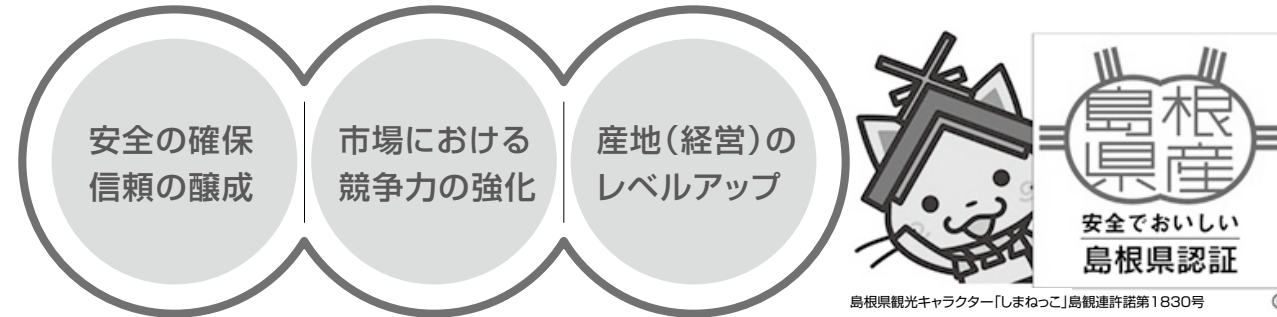 安全の確保
信頼の醸成
市場における
競争力の強化
産地(経営)の
レベルアップ
島根
県産
安全でおいしい
島根県認証
島根県観光キャラクター「しまねっこ」島観連許諾第1830号